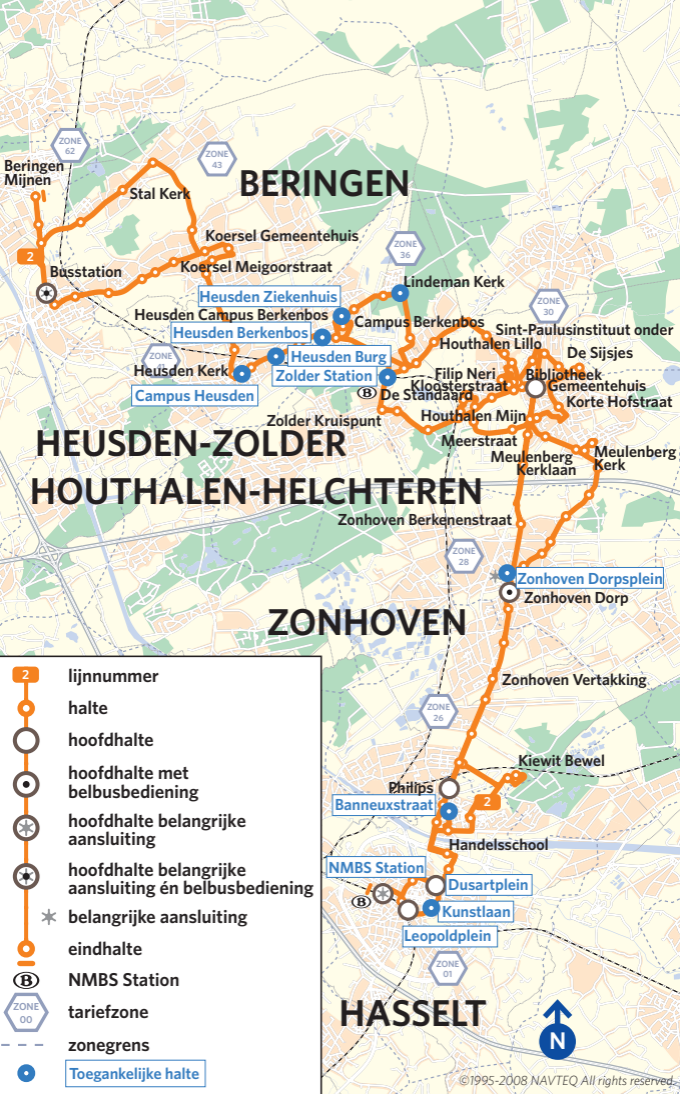 ZONE
62
ZONE
43
Beringen
Mijnen
BERINGEN
Stal Kerk
Koersel Gemeentehuis
2
Busstation
Koersel Meigoorstraat
ZONE
36
Lindeman Kerk
Heusden Ziekenhuis
ZONE
30
Heusden Campus Berkenbos
Campus Berkenbos
Sint-Paulusinstituut onder
Heusden Berkenbos
Houthalen Lillo
De Sijsjes
ZONE
Heusden Burg
Heusden Kerk
Zolder Station
Filip Neri
Bibliotheek
Kloosterstraat
Gemeentehuis
Campus Heusden
B
De Standaard
Korte Hofstraat
Zolder Kruispunt
Houthalen Mijn
HEUSDEN-ZOLDER
Meerstraat
Meulenberg
Kerklaan
Meulenberg
Kerk
HOUTHALEN-HELCHTEREN
Zonhoven Berkenenstraat
ZONE
28
Zonhoven Dorpsplein
Zonhoven Dorp
ZONHOVEN
Zonhoven Vertakking
ZONE
26
Kiewit Bewel
Philips
Banneuxstraat
2
Handelsschool
NMBS Station
Dusartplein
B
Kunstlaan
Leopoldplein
ZONE
01
HASSELT
N
2
lijnnummer
halte
hoofdhalte
hoofdhalte met
belbusbediening
hoofdhalte belangrijke
aansluiting
hoofdhalte belangrijke
aansluiting én belbusbediening
belangrijke aansluiting
eindhalte
B
NMBS Station
ZONE
00
tariefzone
zonegrens
Toegankelijke halte
©1995-2008 NAVTEQ All rights reserved.